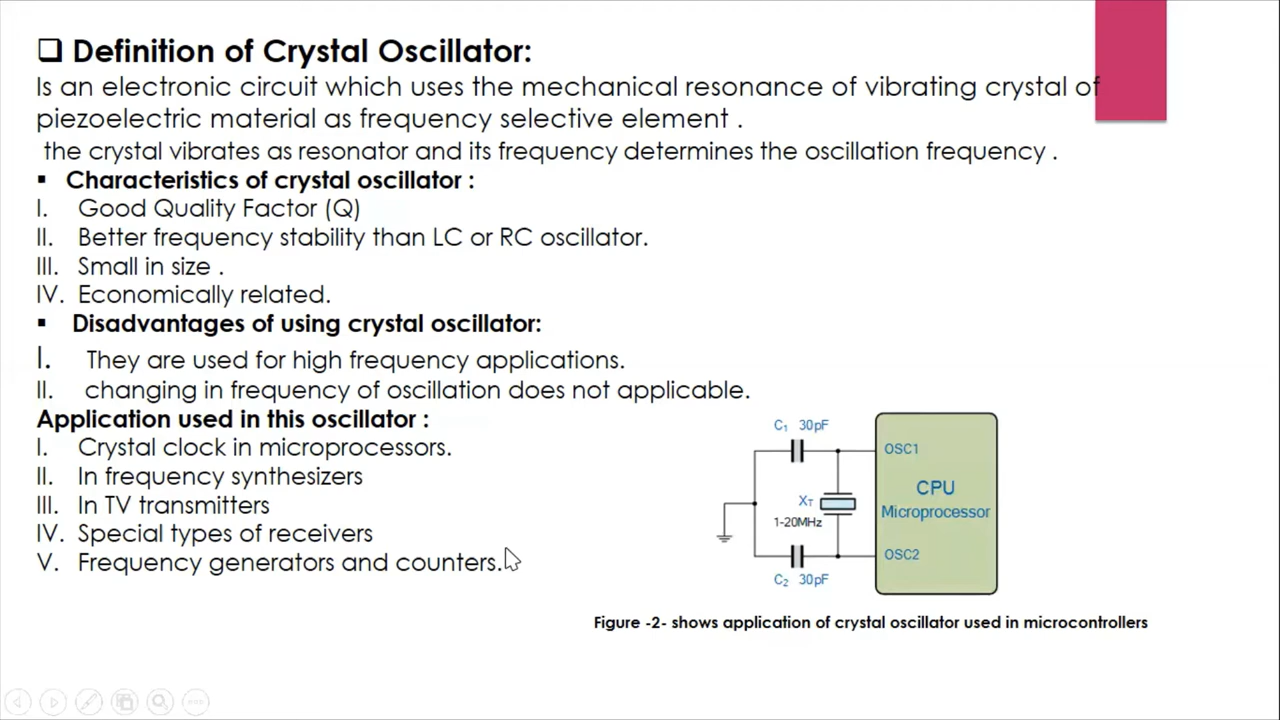 ❑ Definition of Crystal Oscillator:
Is an electronic circuit which uses the mechanical resonance of vibrating crystal of
piezoelectric material as frequency selective element .
the crystal vibrates as resonator and its frequency determines the oscillation frequency .
▪ Characteristics of crystal oscillator :
I. Good Quality Factor (Q)
II. Better frequency stability than LC or RC oscillator.
III. Small in size .
IV. Economically related.
▪ Disadvantages of using crystal oscillator:
I. They are used for high frequency applications.
II. changing in frequency of oscillation does not applicable.
Application used in this oscillator :
I. Crystal clock in microprocessors.
II. In frequency synthesizers
III. In TV transmitters
IV. Special types of receivers
V. Frequency generators and counters.
C1 30pF
OSC1
XT
1-20MHz
CPU
Microprocessor
OSC2
C2 30pF
Figure -2- shows application of crystal oscillator used in microcontrollers